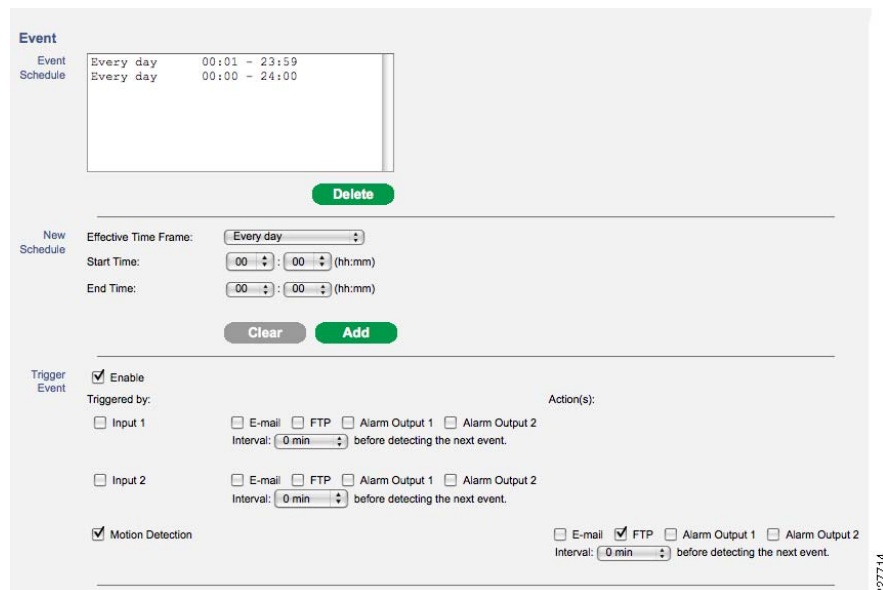 Event
Event Schedule
Every day 00:01 - 23:59
Every day 00:00 - 24:00
Delete
New Schedule
Effective Time Frame: Every day
Start Time: 00 : 00 (hh:mm)
End Time: 00 : 00 (hh:mm)
Clear Add
Trigger Event
Enable
Triggered by: Action(s):
Input 1 E-mail FTP Alarm Output 1 Alarm Output 2
Interval: 0 min before detecting the next event.
Input 2 E-mail FTP Alarm Output 1 Alarm Output 2
Interval: 0 min before detecting the next event.
Motion Detection E-mail FTP Alarm Output 1 Alarm Output 2
Interval: 0 min before detecting the next event.